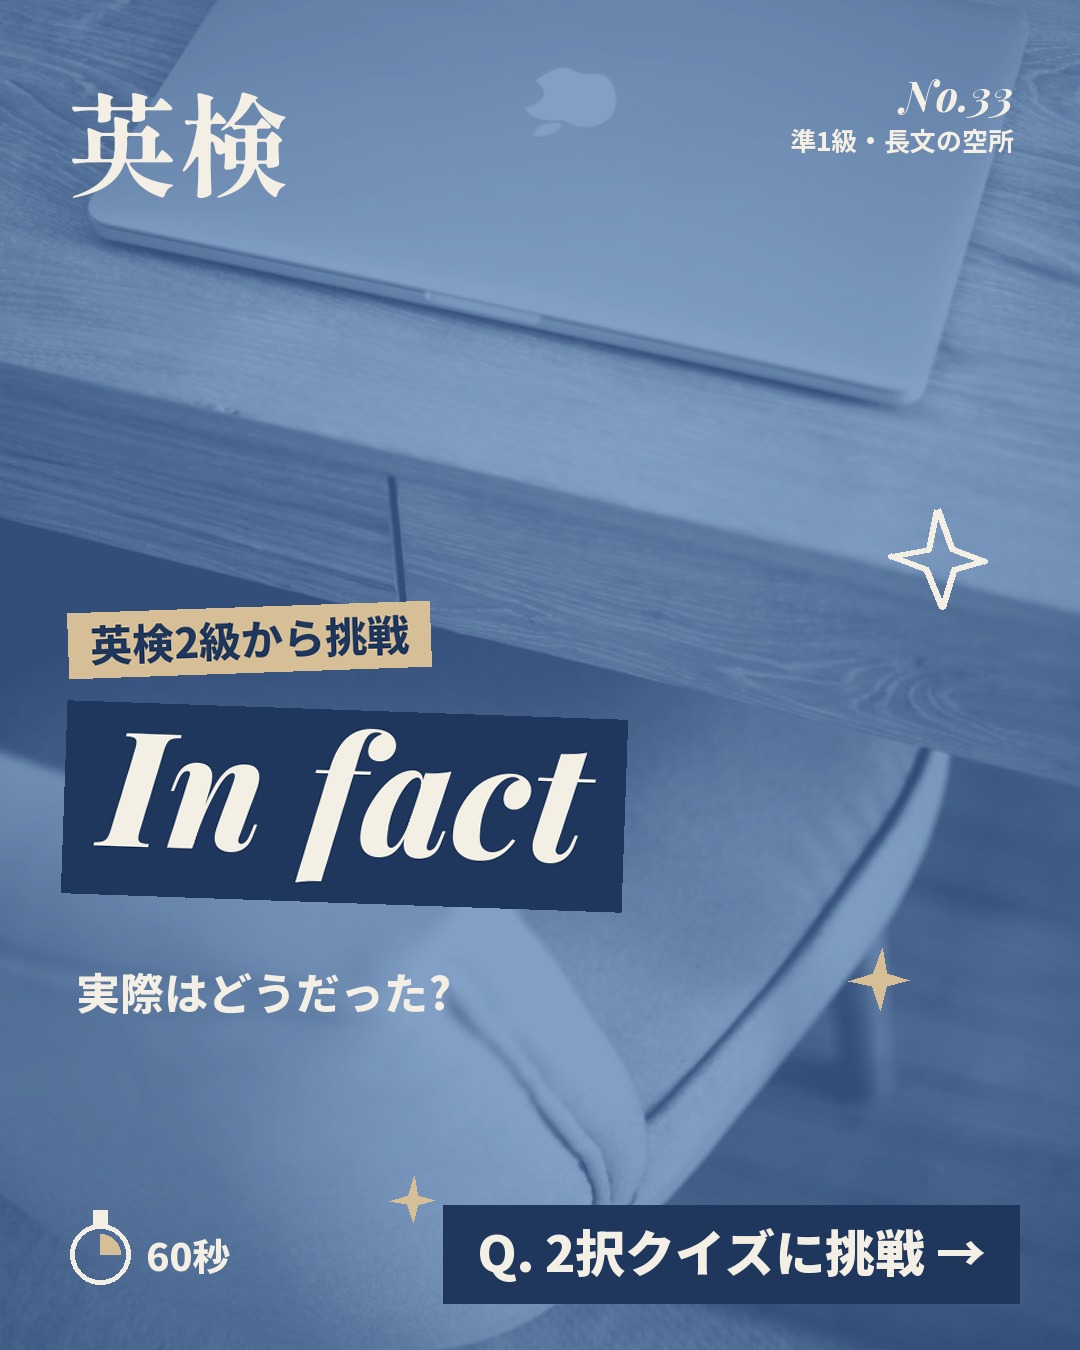 英検
No.33
準1級・長文の空所
英検2級から挑戦
In fact
実際はどうだった?
60秒
Q. 2択クイズに挑戦 →